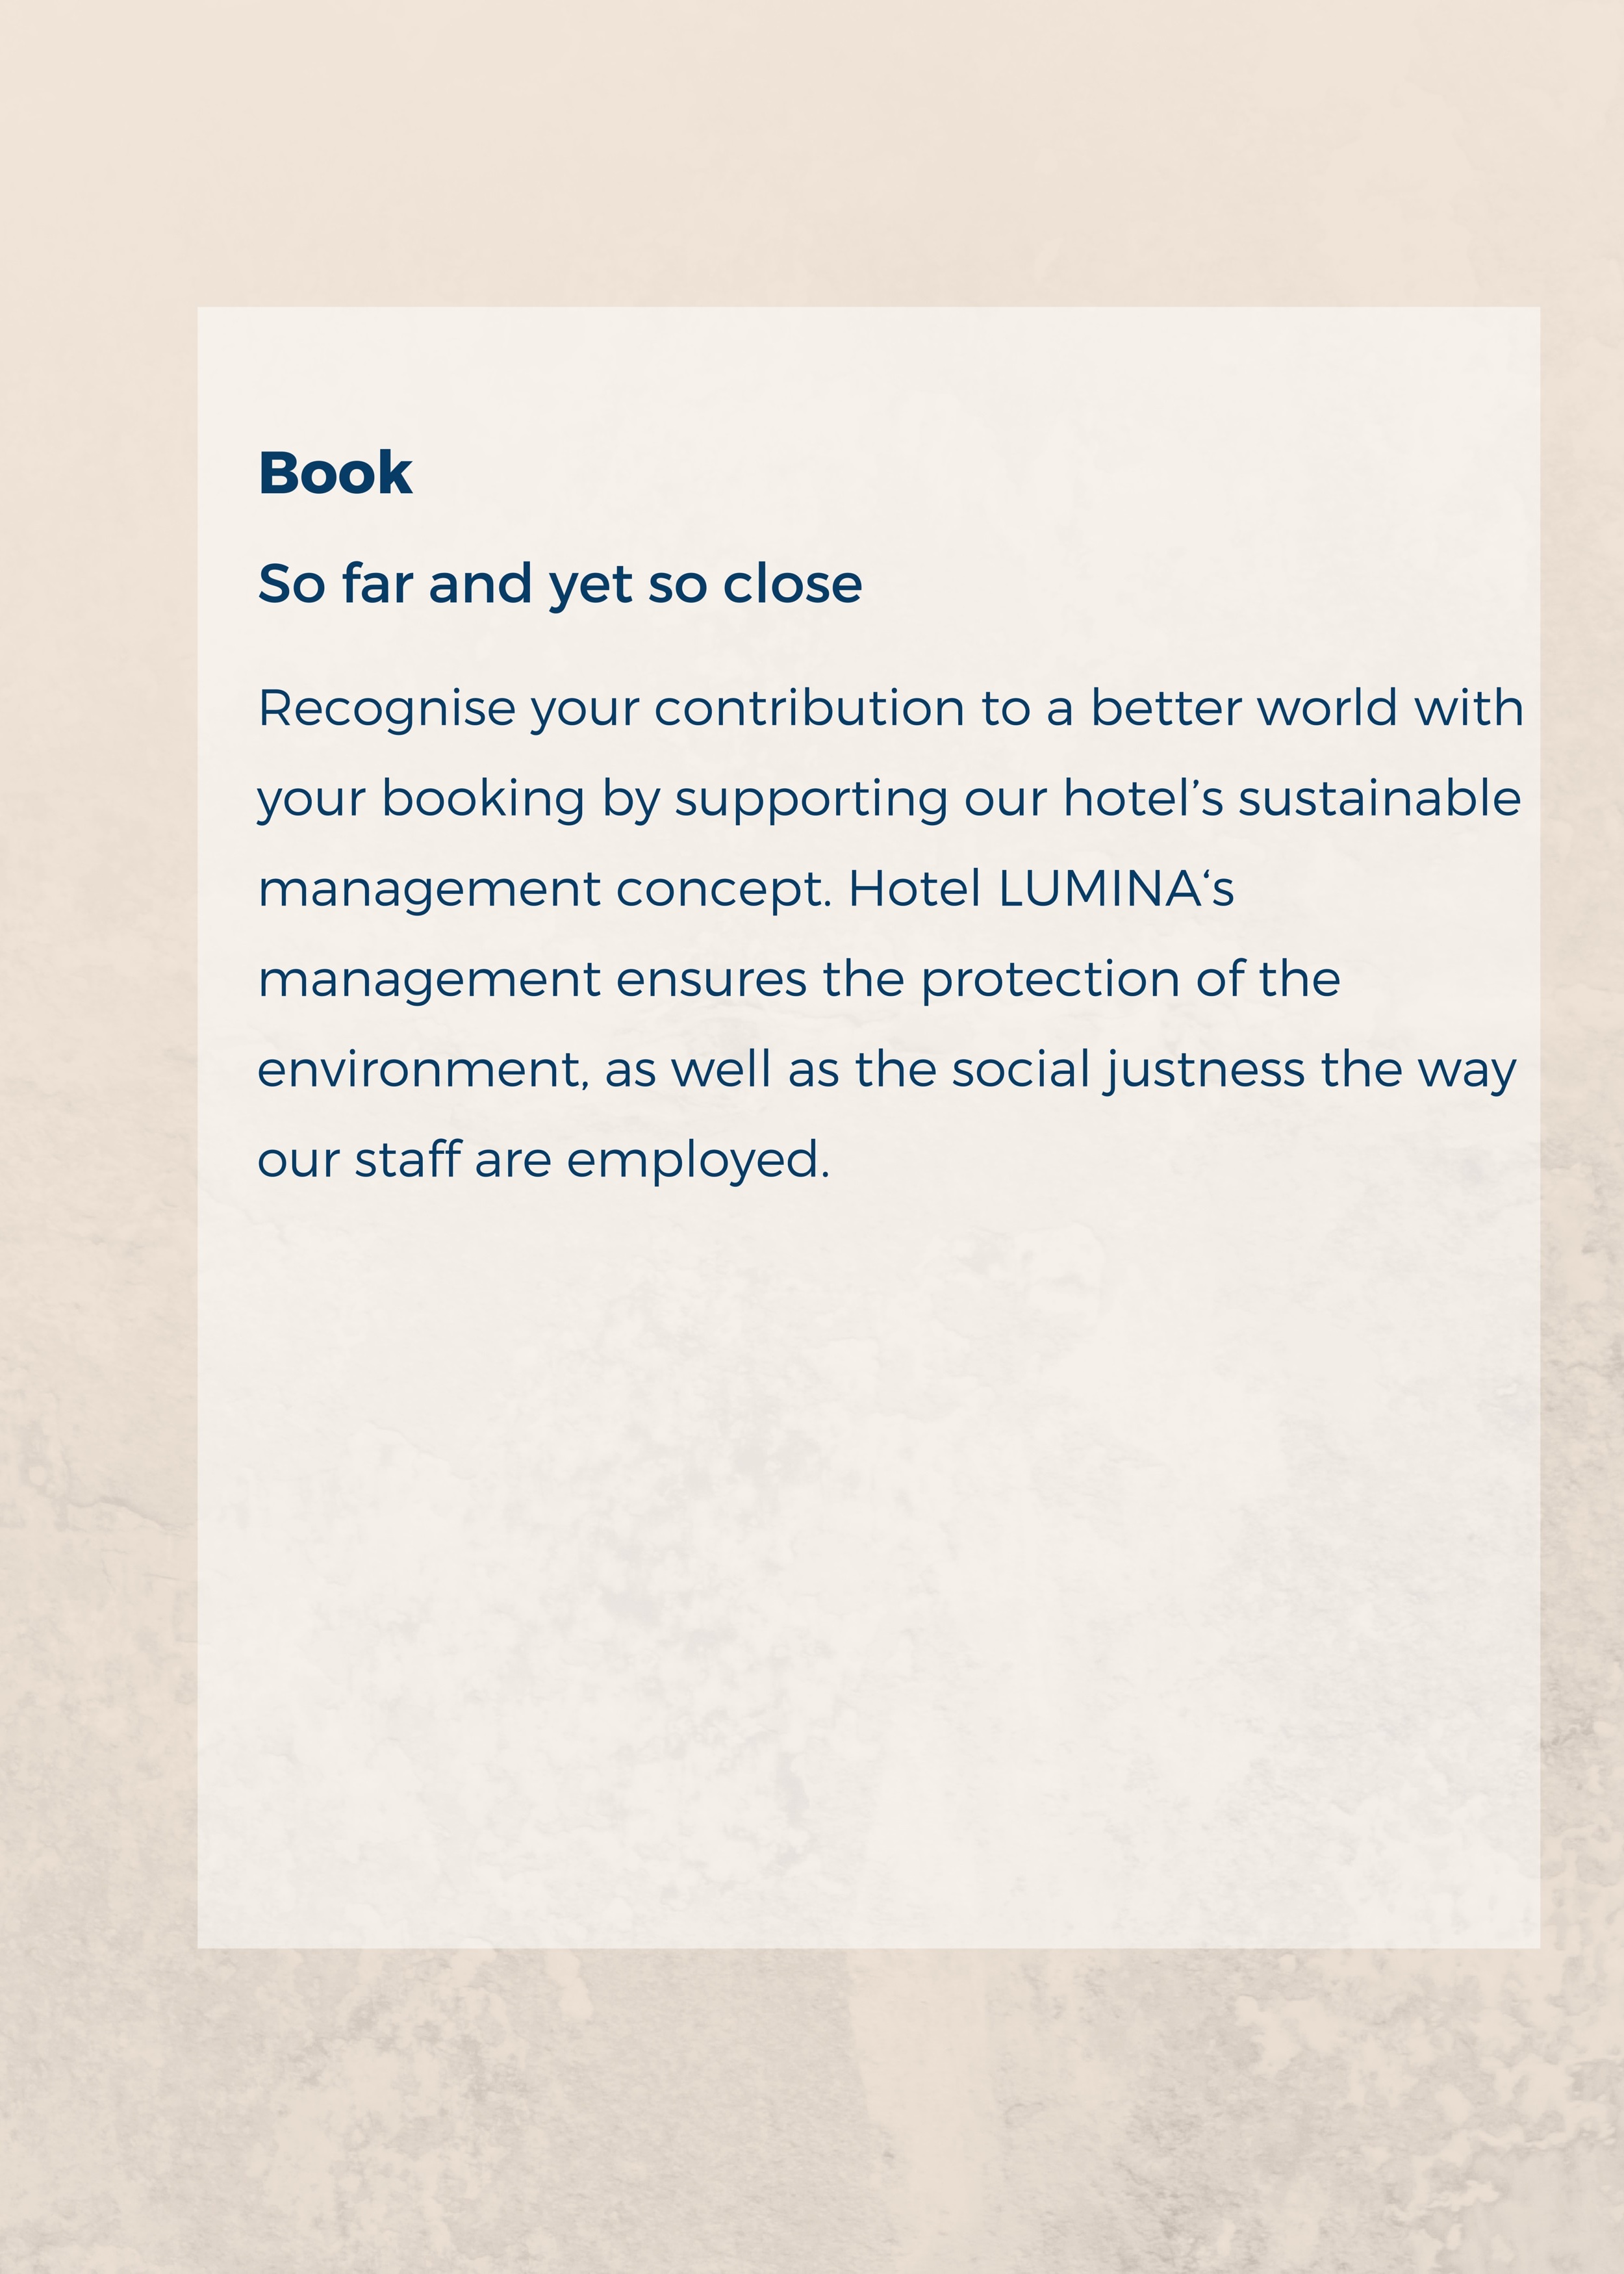 Book
So far and yet so close
Recognise your contribution to a better world with
your booking by supporting our hotel’s sustainable
management concept. Hotel LUMINA‘s
management ensures the protection of the
environment, as well as the social justness the way
our staff are employed.